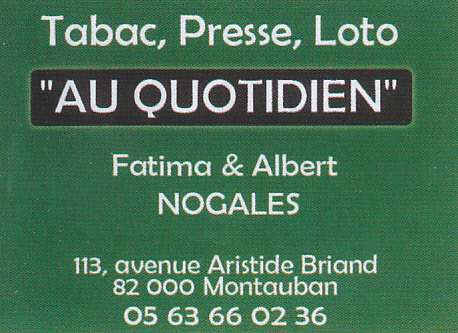 Tabac, Presse, Loto
"AU QUOTIDIEN"
Fatima & Albert
NOGALES
113, avenue Aristide Briand
82 000 Montauban
05 63 66 02 36